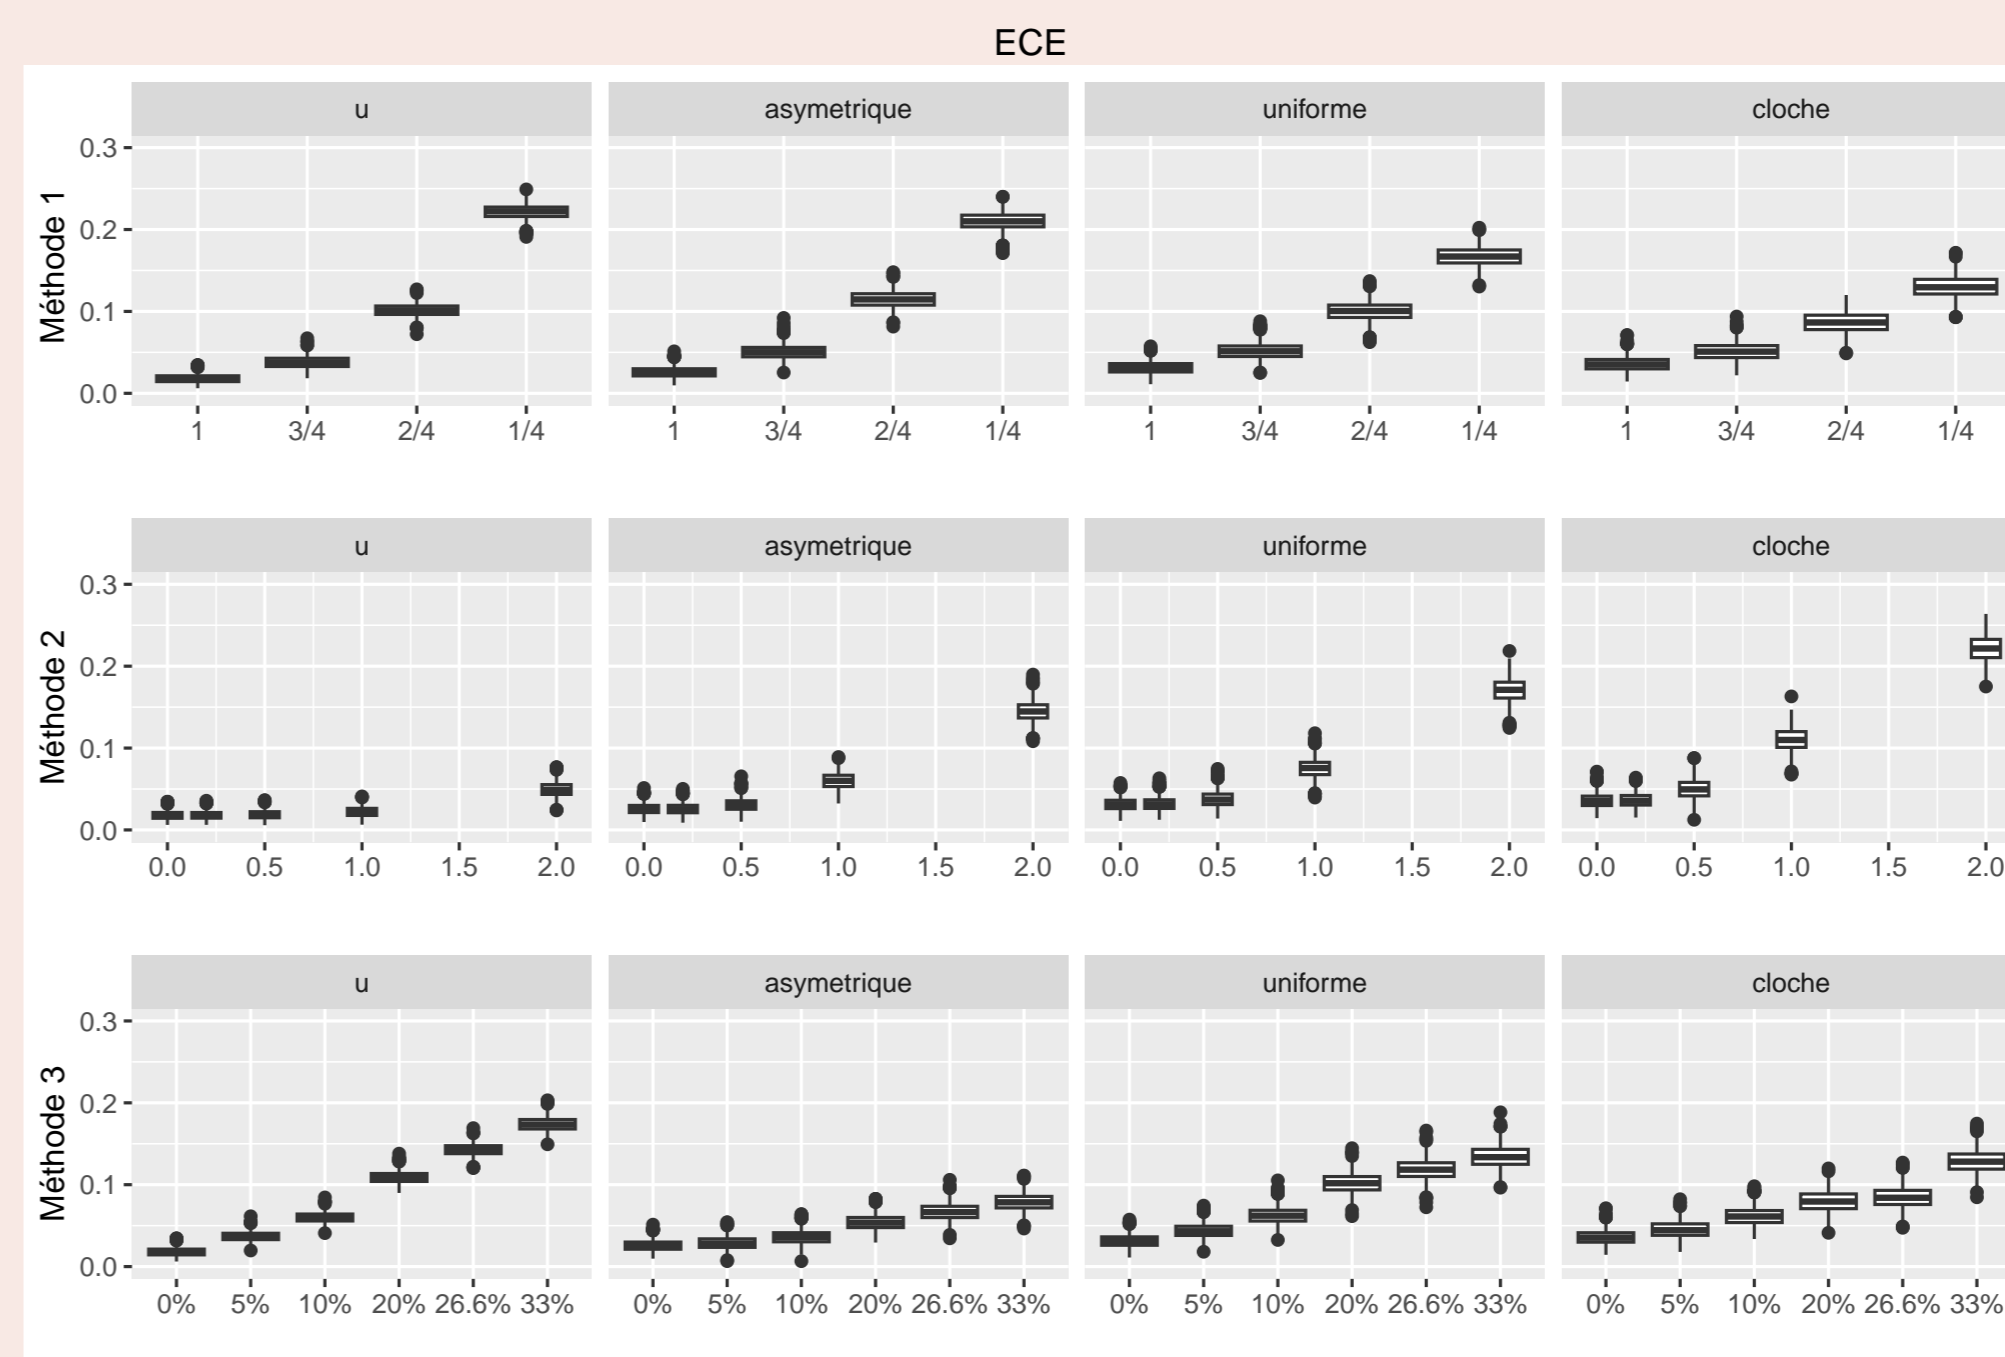 ECE
u asymetrique uniforme cloche
Méthode 1
0.3
0.2
0.1
0.0
1 3/4 2/4 1/4 1 3/4 2/4 1/4 1 3/4 2/4 1/4 1 3/4 2/4 1/4
u asymetrique uniforme cloche
Méthode 2
0.3
0.2
0.1
0.0
0.0 0.5 1.0 1.5 2.0 0.0 0.5 1.0 1.5 2.0 0.0 0.5 1.0 1.5 2.0 0.0 0.5 1.0 1.5 2.0
u asymetrique uniforme cloche
Méthode 3
0.3
0.2
0.1
0.0
0% 5% 10% 20% 26.6% 33% 0% 5% 10% 20% 26.6% 33% 0% 5% 10% 20% 26.6% 33% 0% 5% 10% 20% 26.6% 33%